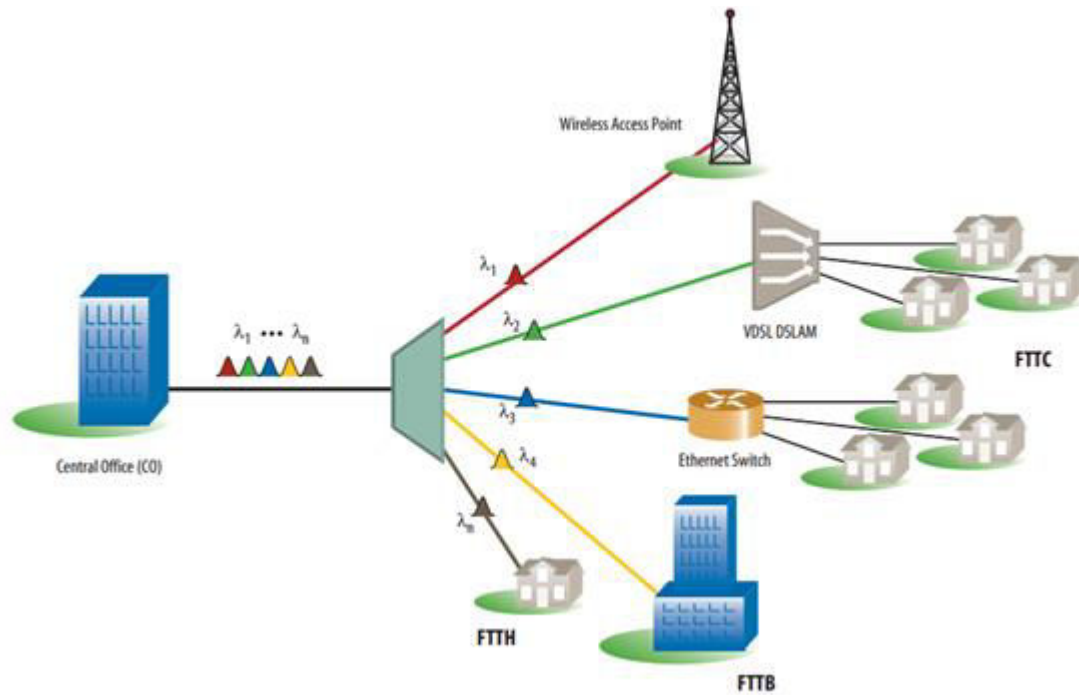 Wireless Access Point
λ1
λ2
VDSL DSLAM
FTTC
λ1 ••• λn
Central Office (CO)
λ3
Ethernet Switch
λ4
λn
FTTH
FTTB